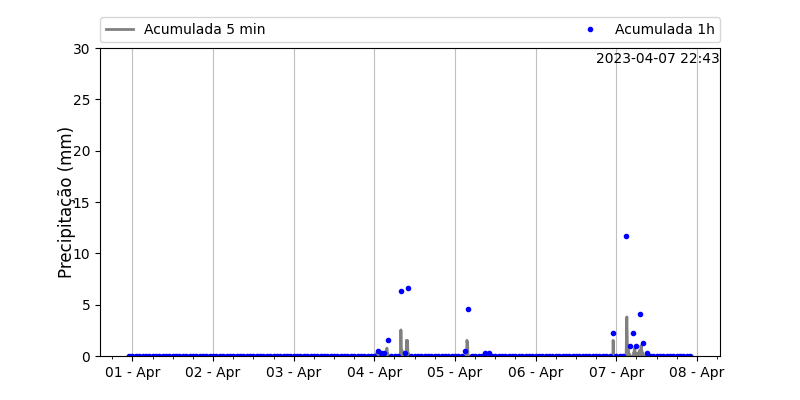 Acumulada 5 min
Acumulada 1h
2023-04-07 22:43
Precipitação (mm)
30
25
20
15
10
5
0
01 - Apr
02 - Apr
03 - Apr
04 - Apr
05 - Apr
06 - Apr
07 - Apr
08 - Apr